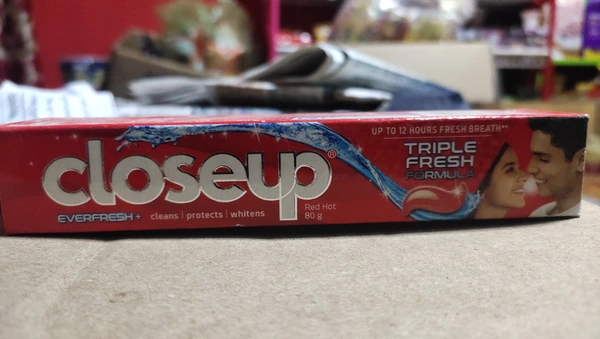 closeup®
EVERFRESH+ cleans | protects | whitens
Red Hot
80 g
UP TO 12 HOURS FRESH BREATH**
TRIPLE
FRESH
FORMULA